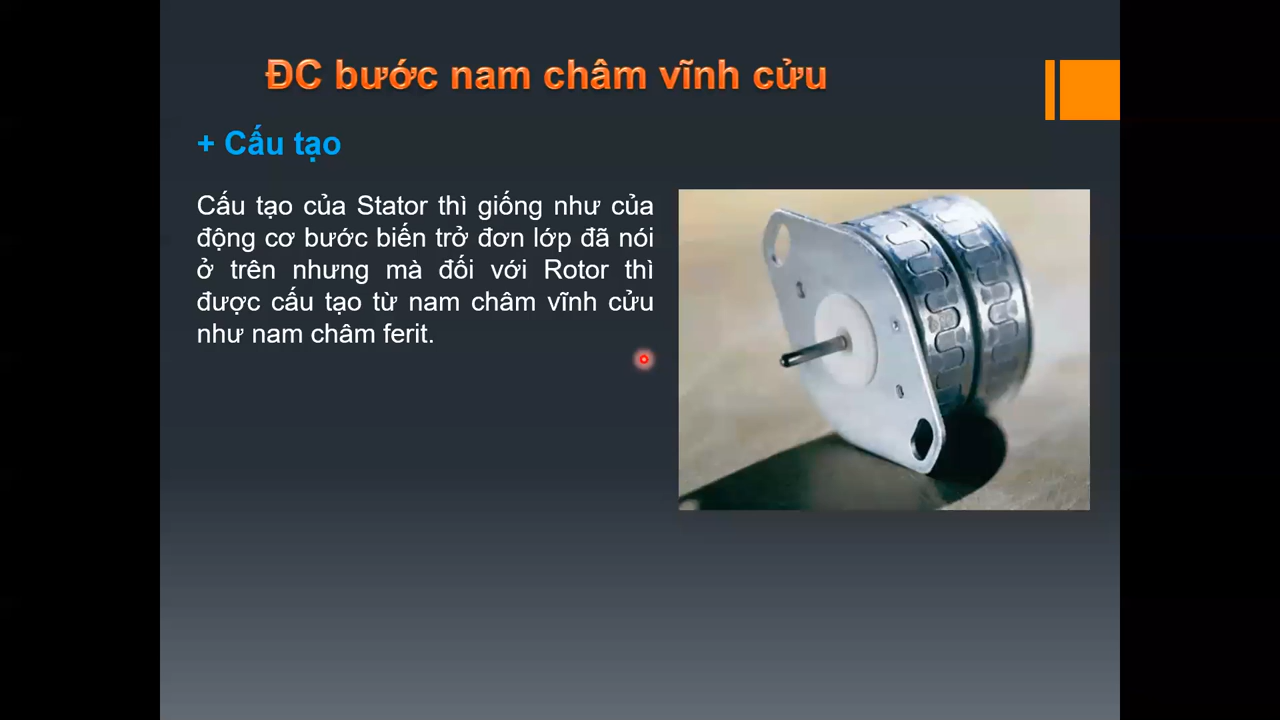 ĐC bước nam châm vĩnh cửu
+ Cấu tạo
Cấu tạo của Stator thì giống như của
động cơ bước biến trở đơn lớp đã nói
ở trên nhưng mà đối với Rotor thì
được cấu tạo từ nam châm vĩnh cửu
như nam châm ferit.